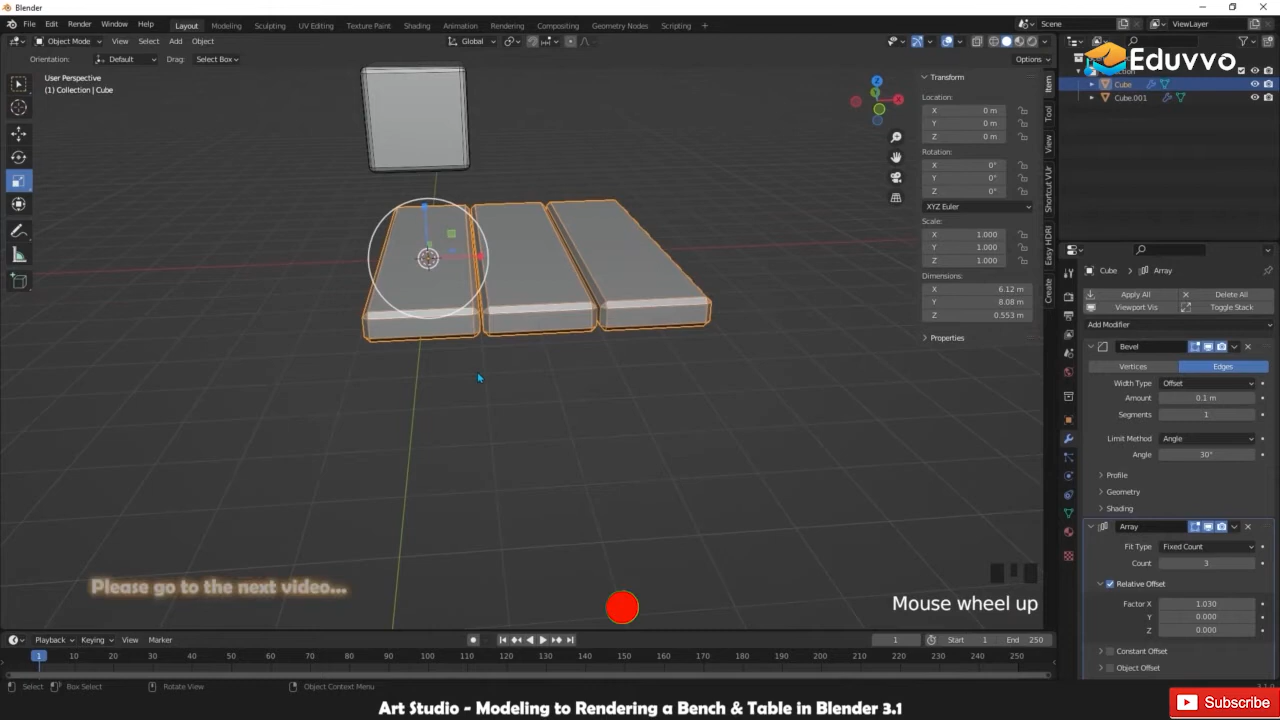 Blender
File Edit Render Window Help Layout Modeling Sculpting UV Editing Texture Paint Shading Animation Rendering Compositing Geometry Nodes Scripting + Scene ViewLayer
Object Mode View Select Add Object Global
Orientation: Default Drag: Select Box Options
User Perspective
(1) Collection | Cube
Eduvvo
Cube
Cube.001
Transform
Location:
X 0 m
Y 0 m
Z 0 m
Rotation:
X 0°
Y 0°
Z 0°
XYZ Euler
Scale:
X 1.000
Y 1.000
Z 1.000
Dimensions:
X 6.12 m
Y 8.08 m
Z 0.553 m
Properties
Item
Tool
View
Shortcut VUr
Easy HDRI
Create
Cube Array
Apply All Delete All
Viewport Vis Toggle Stack
Add Modifier
Bevel
Vertices Edges
Width Type Offset
Amount 0.1 m
Segments 1
Limit Method Angle
Angle 30°
Profile
Geometry
Shading
Array
Fit Type Fixed Count
Count 3
Relative Offset
Factor X 1.030
Y 0.000
Z 0.000
Constant Offset
Object Offset
Please go to the next video...
Mouse wheel up
Playback Keying View Marker 1 Start 1 End 250
1 10 20 30 40 50 60 70 80 90 100 110 120 130 140 150 160 170 180 190 200 210 220 230 240 250
Select Box Select Rotate View Object Context Menu
Art Studio - Modeling to Rendering a Bench & Table in Blender 3.1
Subscribe